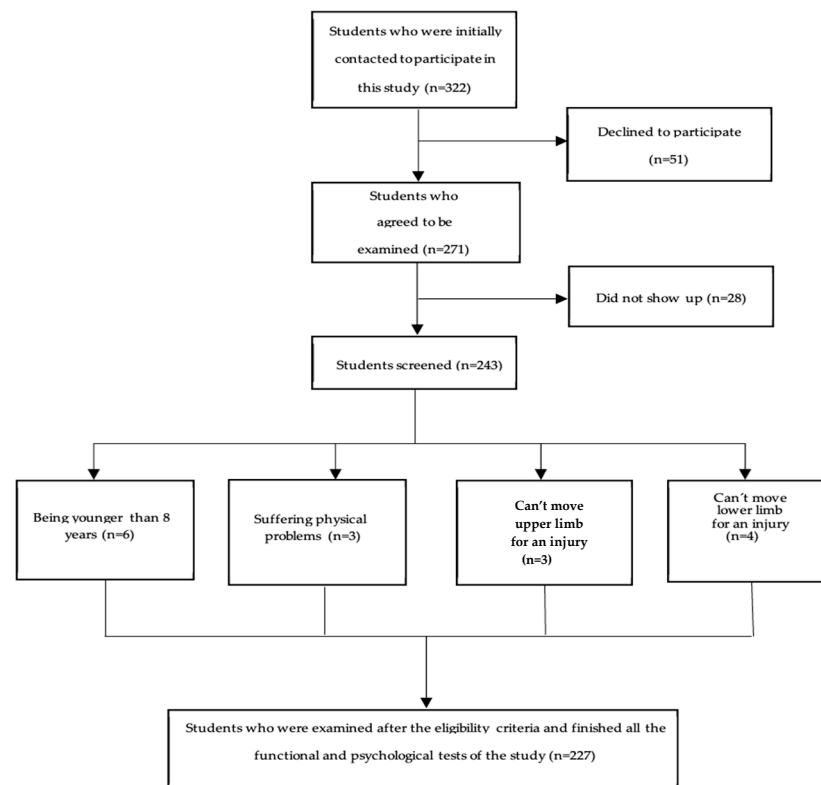 Students who were initially
contacted to participate in
this study (n=322)
Declined to participate
(n=51)
Students who
agreed to be
examined (n=271)
Did not show up (n=28)
Students screened (n=243)
Being younger than 8
years (n=6)
Suffering physical
problems (n=3)
Can't move
upper limb
for an injury
(n=3)
Can´t move
lower limb
for an injury
(n=4)
Students who were examined after the eligibility criteria and finished all the
functional and psychological tests of the study (n=227)